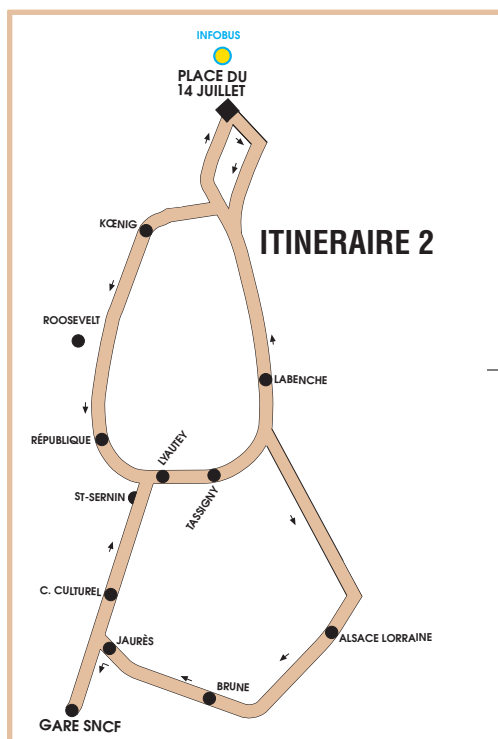 INFOBUS
PLACE DU
14 JUILLET
KŒNIG
ITINERAIRE 2
ROOSEVELT
LABENCHE
RÉPUBLIQUE
LYAUTEY
TASSIGNY
ST-SERNIN
C. CULTUREL
JAURÈS
ALSACE LORRAINE
BRUNE
GARE SNCF